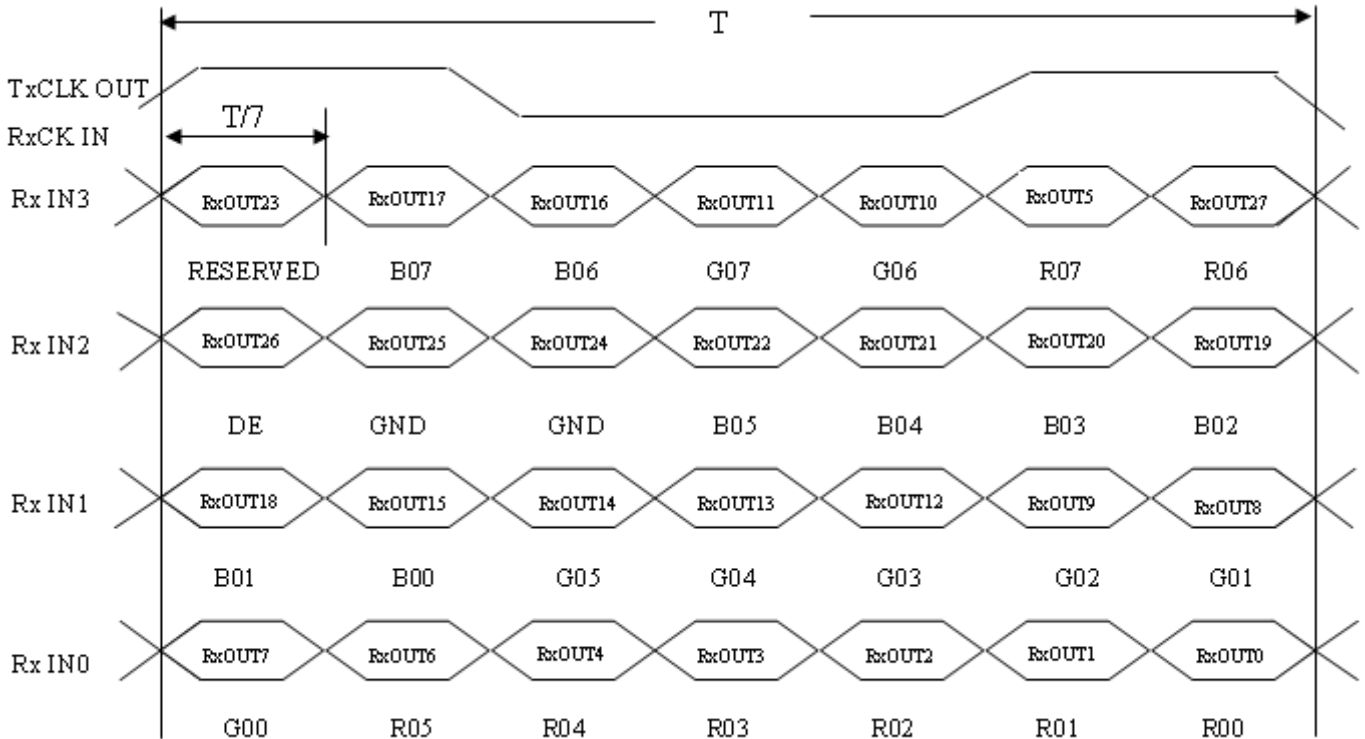 T
TxCLK OUT
T/7
RxCK IN
Rx IN3 RxOUT23 RxOUT17 RxOUT16 RxOUT11 RxOUT10 RxOUT5 RxOUT27
RESERVED B07 B06 G07 G06 R07 R06
Rx IN2 RxOUT26 RxOUT25 RxOUT24 RxOUT22 RxOUT21 RxOUT20 RxOUT19
DE GND GND B05 B04 B03 B02
Rx IN1 RxOUT18 RxOUT15 RxOUT14 RxOUT13 RxOUT12 RxOUT9 RxOUT8
B01 B00 G05 G04 G03 G02 G01
Rx IN0 RxOUT7 RxOUT6 RxOUT4 RxOUT3 RxOUT2 RxOUT1 RxOUT0
G00 R05 R04 R03 R02 R01 R00